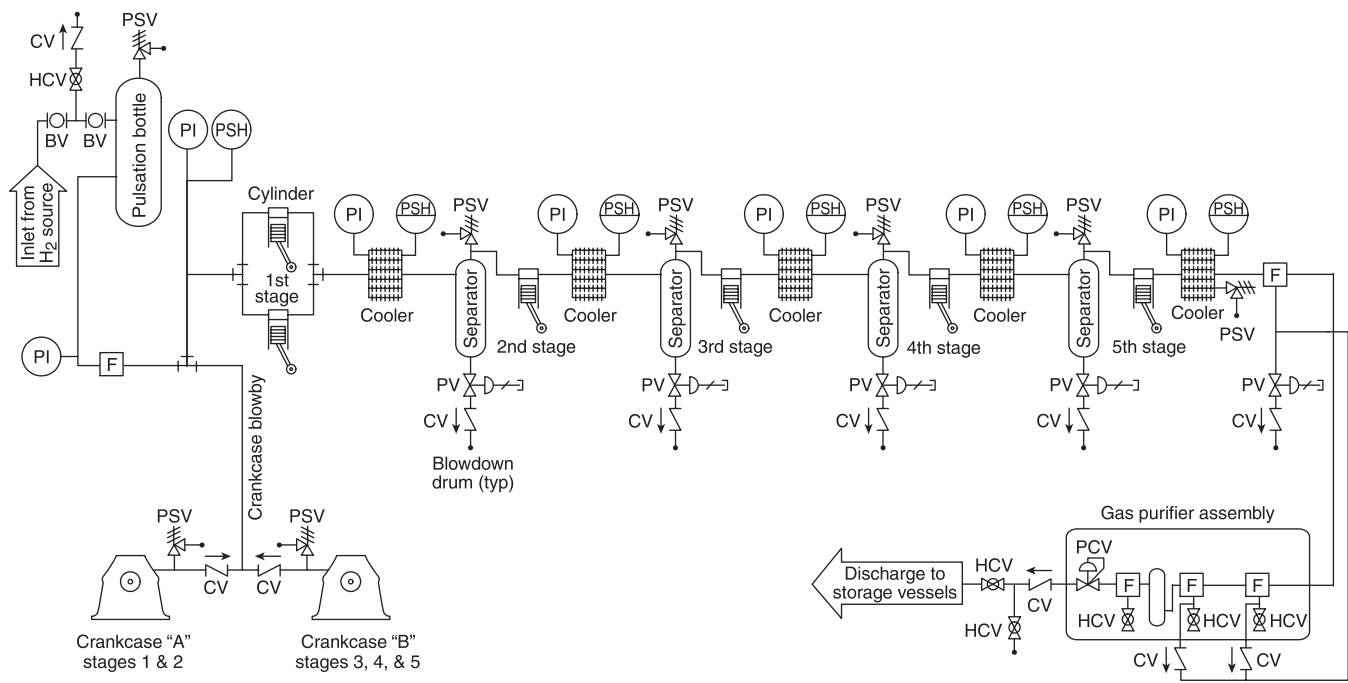 PSV
CV
HCV
BV
BV
Pulsation bottle
Inlet from
H2 source
PI
PSH
Cylinder
1st
stage
PI
F
Crankcase blowby
PI
PSH
Cooler
PSV
Separator
2nd stage
PV
CV
Blowdown
drum (typ)
PI
PSH
Cooler
PSV
Separator
3rd stage
PV
CV
PI
PSH
Cooler
PSV
Separator
4th stage
PV
CV
PI
PSH
Cooler
PSV
Separator
5th stage
PV
CV
PI
PSH
Cooler
PSV
F
PV
CV
PSV
CV
Crankcase “A”
stages 1 & 2
PSV
CV
Crankcase “B”
stages 3, 4, & 5
Gas purifier assembly
Discharge to
storage vessels
HCV
HCV
CV
PCV
F
HCV
F
HCV
F
HCV
CV
CV